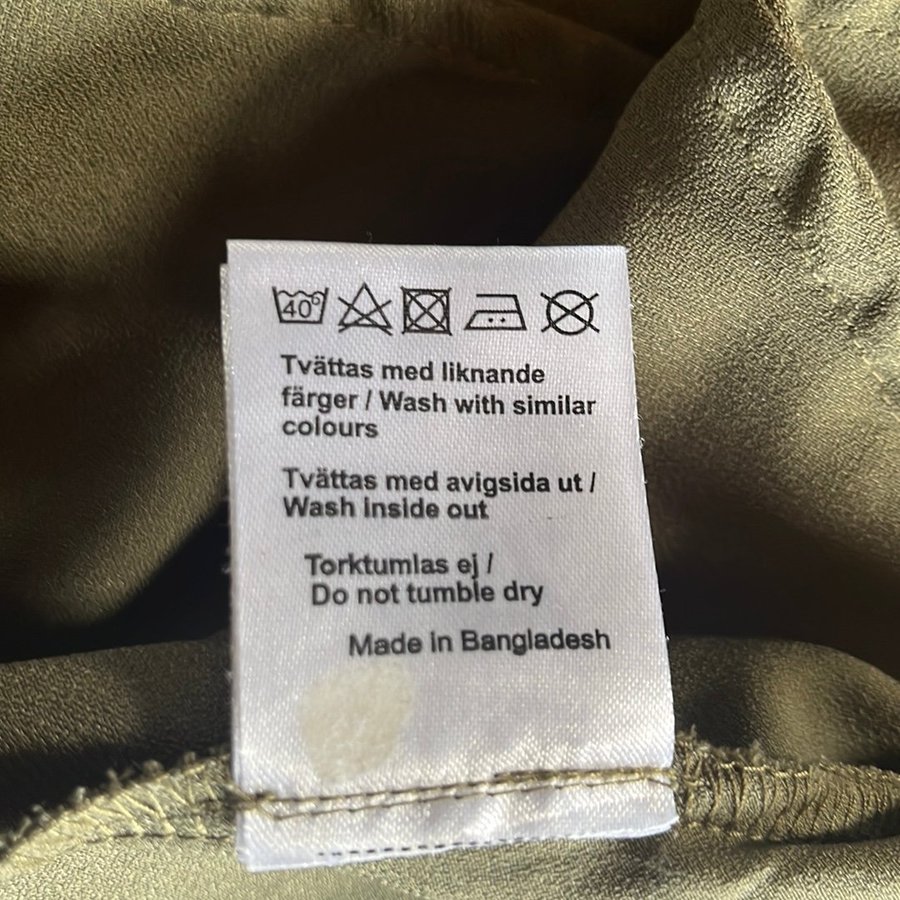 40°
Tvättas med liknande
färger / Wash with similar
colours
Tvättas med avigsida ut /
Wash inside out
Torktumlas ej /
Do not tumble dry
Made in Bangladesh